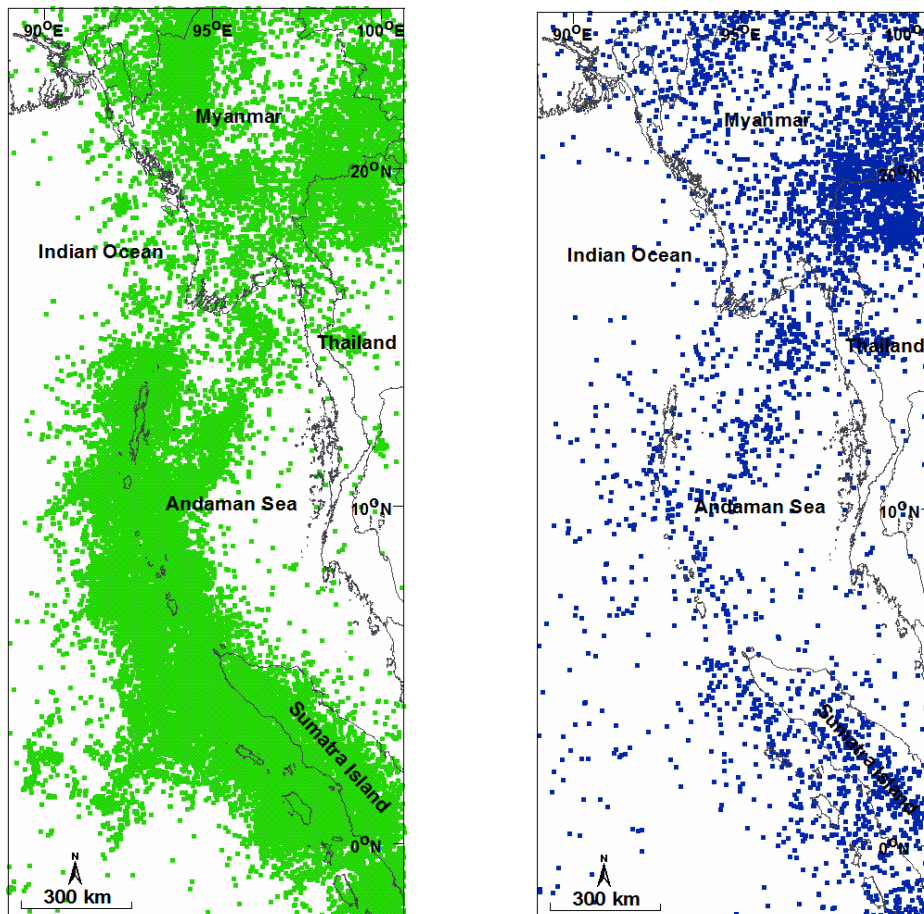 90°E 95°E 100°E
Myanmar
20°N
Indian Ocean
Thailand
Andaman Sea
10°N
Sumatra Island
0°N
N
300 km
90°E 95°E 100°E
Myanmar
20°N
Indian Ocean
Thailand
Andaman Sea
10°N
Sumatra Island
0°N
N
300 km